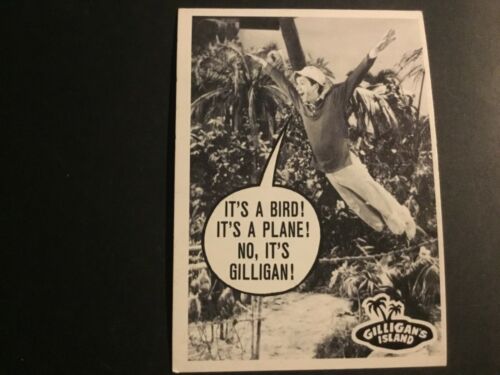 IT'S A BIRD!
IT'S A PLANE!
NO, IT'S
GILLIGAN!
GILLIGAN'S
ISLAND